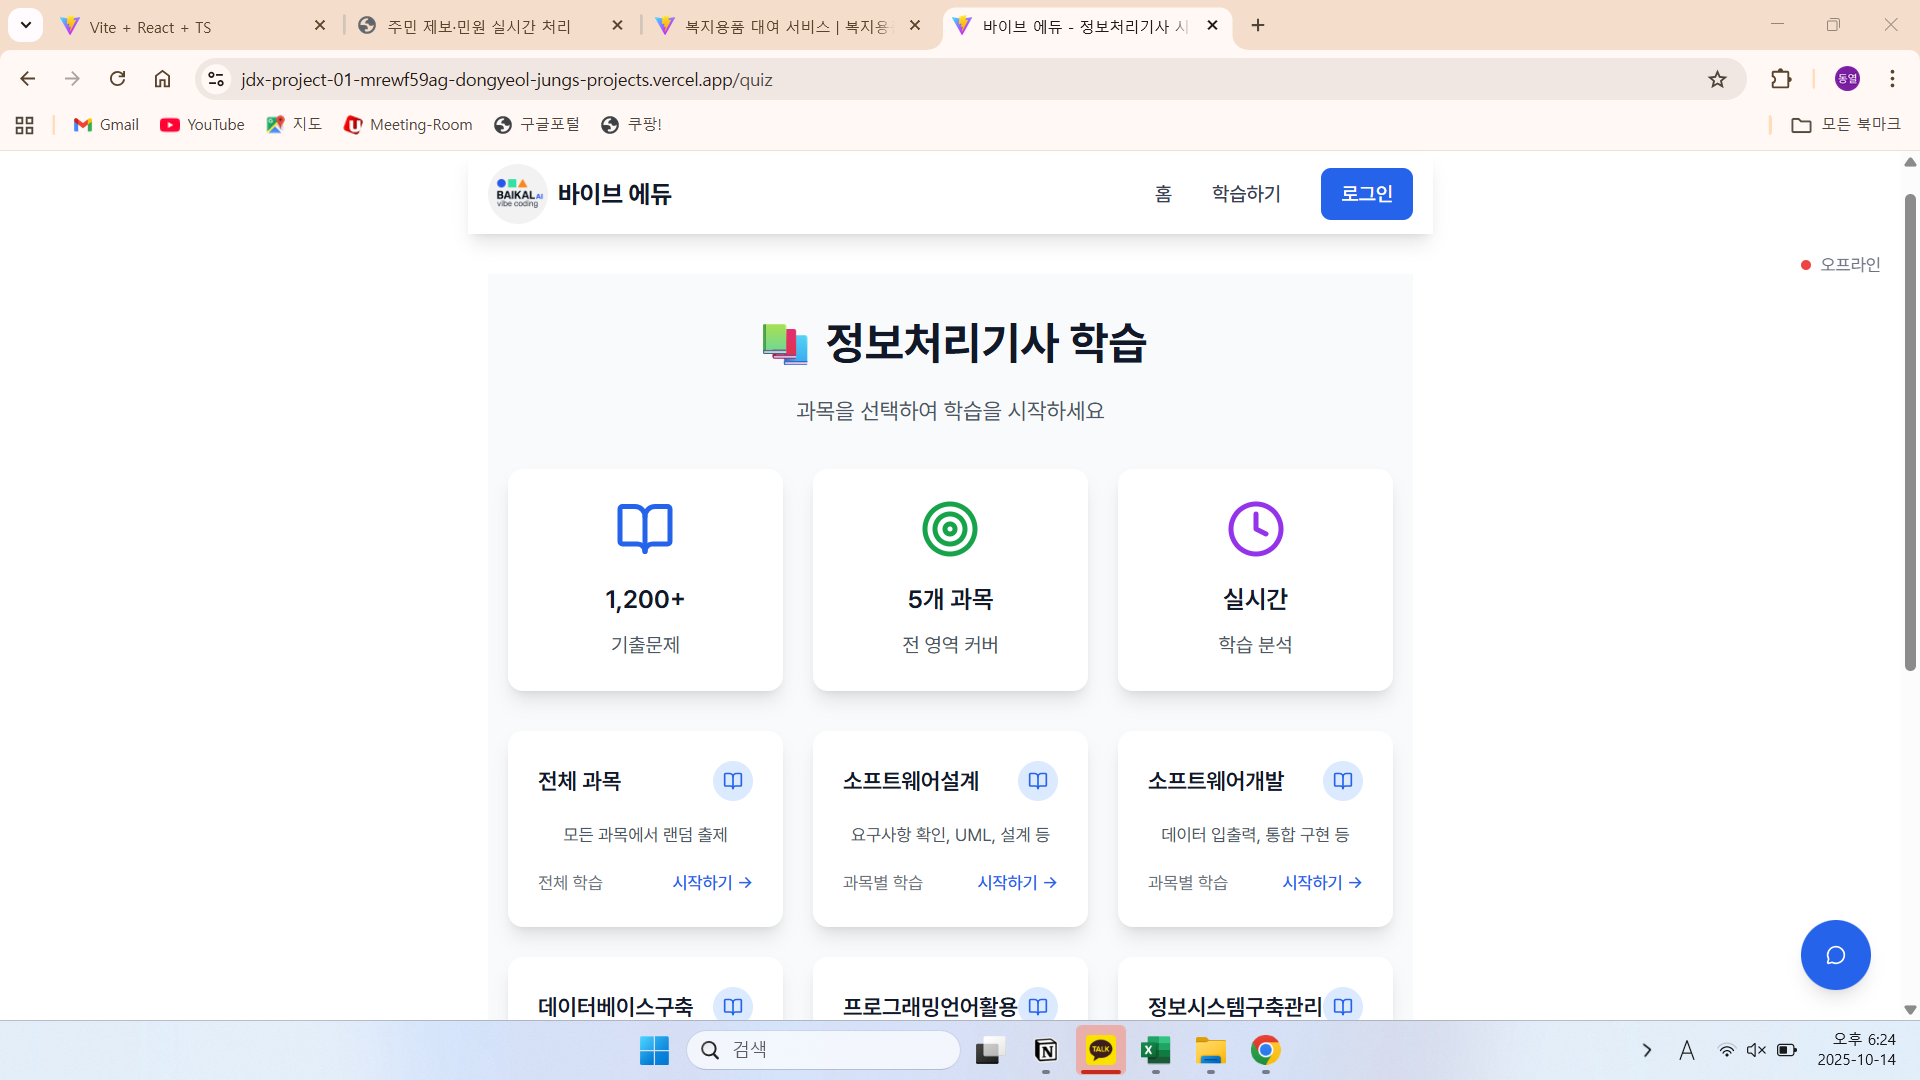 Vite + React + TS
주민 제보·민원 실시간 처리
복지용품 대여 서비스 | 복지용
바이브 에듀 - 정보처리기사 시
jdx-project-01-mrewf59ag-dongyeol-jungs-projects.vercel.app/quiz
동열
Gmail
YouTube
지도
Meeting-Room
구글포털
쿠팡!
모든 북마크
BAIKAL AI
vibe coding
바이브 에듀
홈
학습하기
로그인
오프라인
정보처리기사 학습
과목을 선택하여 학습을 시작하세요
1,200+
기출문제
5개 과목
전 영역 커버
실시간
학습 분석
전체 과목
모든 과목에서 랜덤 출제
전체 학습
시작하기 →
소프트웨어설계
요구사항 확인, UML, 설계 등
과목별 학습
시작하기 →
소프트웨어개발
데이터 입출력, 통합 구현 등
과목별 학습
시작하기 →
데이터베이스구축
프로그래밍언어활용
정보시스템구축관리
검색
TALK
A
오후 6:24
2025-10-14